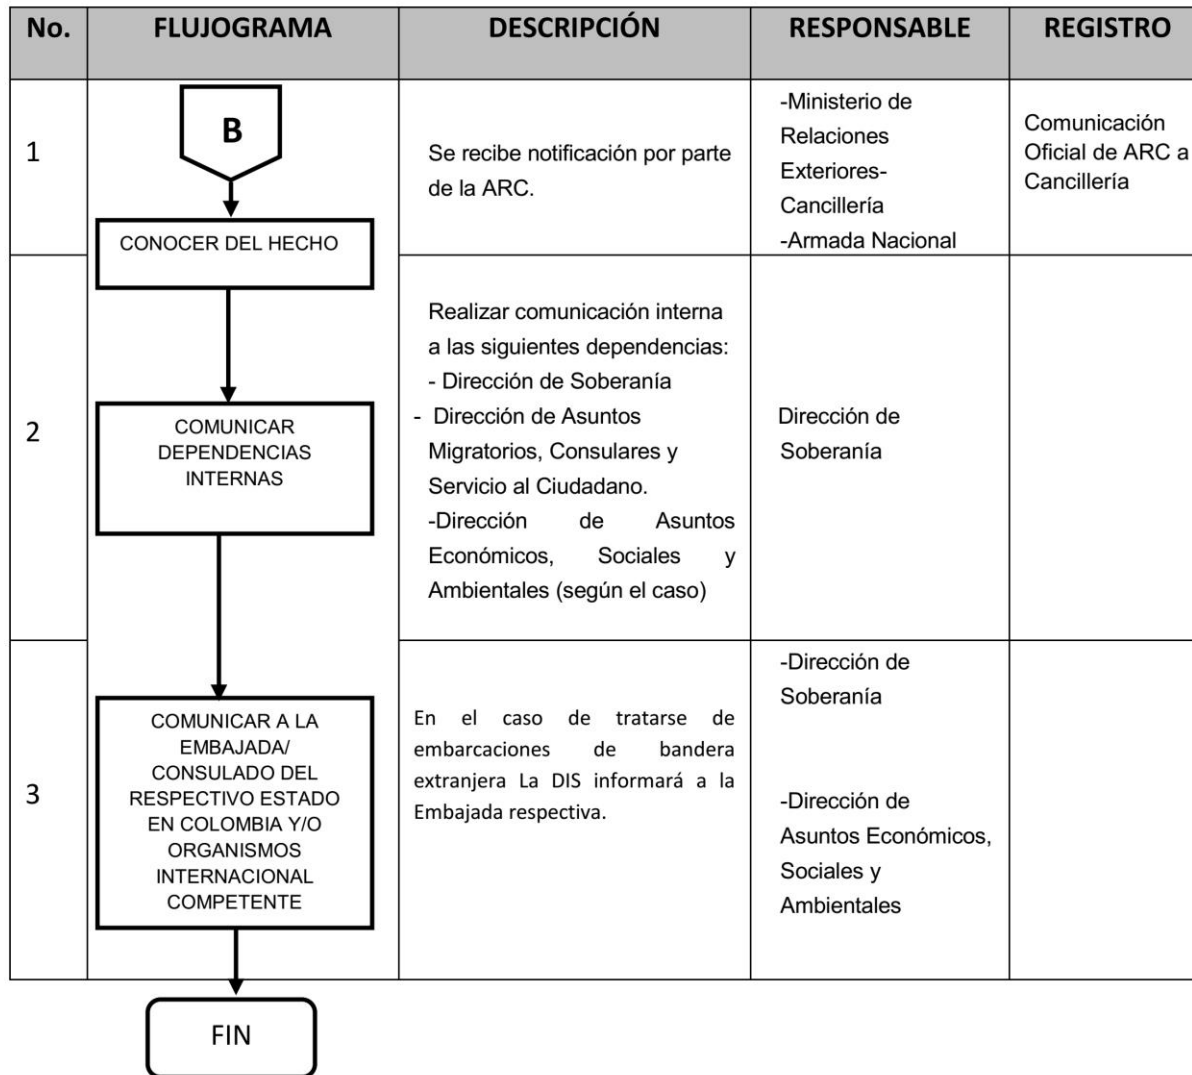 No. FLUJOGRAMA DESCRIPCIÓN RESPONSABLE REGISTRO
1
B
CONOCER DEL HECHO
Se recibe notificación por parte
de la ARC.
-Ministerio de
Relaciones
Exteriores-
Cancillería
-Armada Nacional
Comunicación
Oficial de ARC a
Cancillería
2
COMUNICAR
DEPENDENCIAS
INTERNAS
Realizar comunicación interna
a las siguientes dependencias:
- Dirección de Soberanía
- Dirección de Asuntos
Migratorios, Consulares y
Servicio al Ciudadano.
-Dirección de Asuntos
Económicos, Sociales y
Ambientales (según el caso)
Dirección de
Soberanía
3
COMUNICAR A LA
EMBAJADA/
CONSULADO DEL
RESPECTIVO ESTADO
EN COLOMBIA Y/O
ORGANISMOS
INTERNACIONAL
COMPETENTE
En el caso de tratarse de
embarcaciones de bandera
extranjera La DIS informará a la
Embajada respectiva.
-Dirección de
Soberanía
-Dirección de
Asuntos Económicos,
Sociales y
Ambientales
FIN